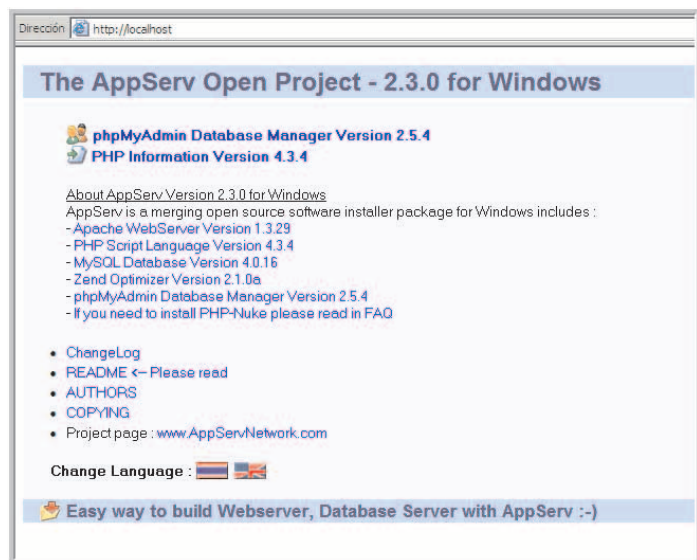 Dirección http://localhost
The AppServ Open Project - 2.3.0 for Windows
phpMyAdmin Database Manager Version 2.5.4
PHP Information Version 4.3.4
About AppServ Version 2.3.0 for Windows
AppServ is a merging open source software installer package for Windows includes :
- Apache WebServer Version 1.3.29
- PHP Script Language Version 4.3.4
- MySQL Database Version 4.0.16
- Zend Optimizer Version 2.1.0a
- phpMyAdmin Database Manager Version 2.5.4
- If you need to install PHP-Nuke please read in FAQ
• ChangeLog
• README <-- Please read
• AUTHORS
• COPYING
• Project page : www.AppServNetwork.com
Change Language :
Easy way to build Webserver, Database Server with AppServ :-)